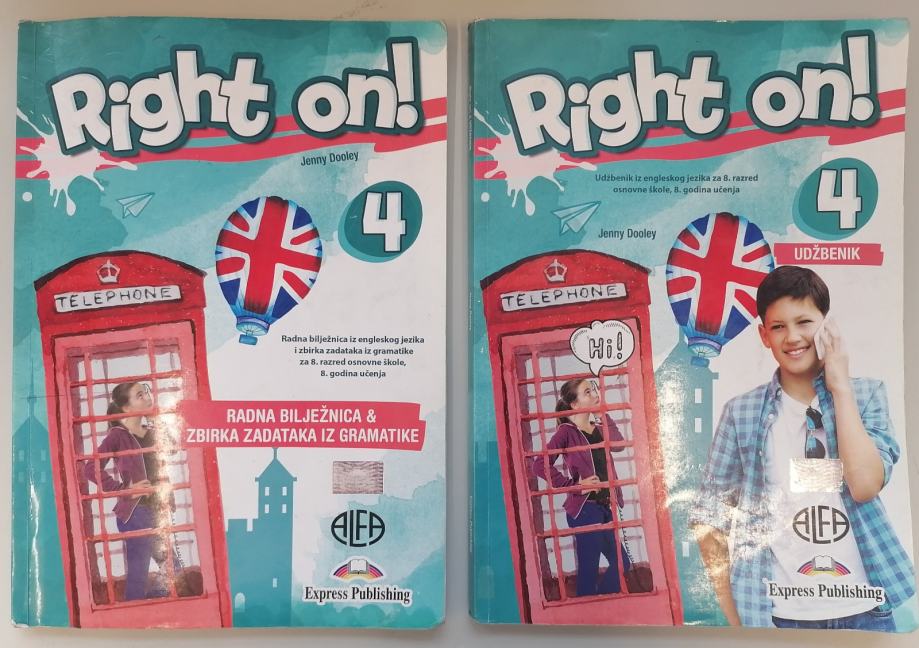 Right on!
Jenny Dooley
4
TELEPHONE
Radna bilježnica iz engleskog jezika
i zbirka zadataka iz gramatike
za 8. razred osnovne škole,
8. godina učenja
RADNA BILJEŽNICA &
ZBIRKA ZADATAKA IZ GRAMATIKE
ALFA
Express Publishing
Right on!
Udžbenik iz engleskog jezika za 8. razred
osnovne škole, 8. godina učenja
4
Jenny Dooley
UDŽBENIK
TELEPHONE
Hi!
ALFA
Express Publishing